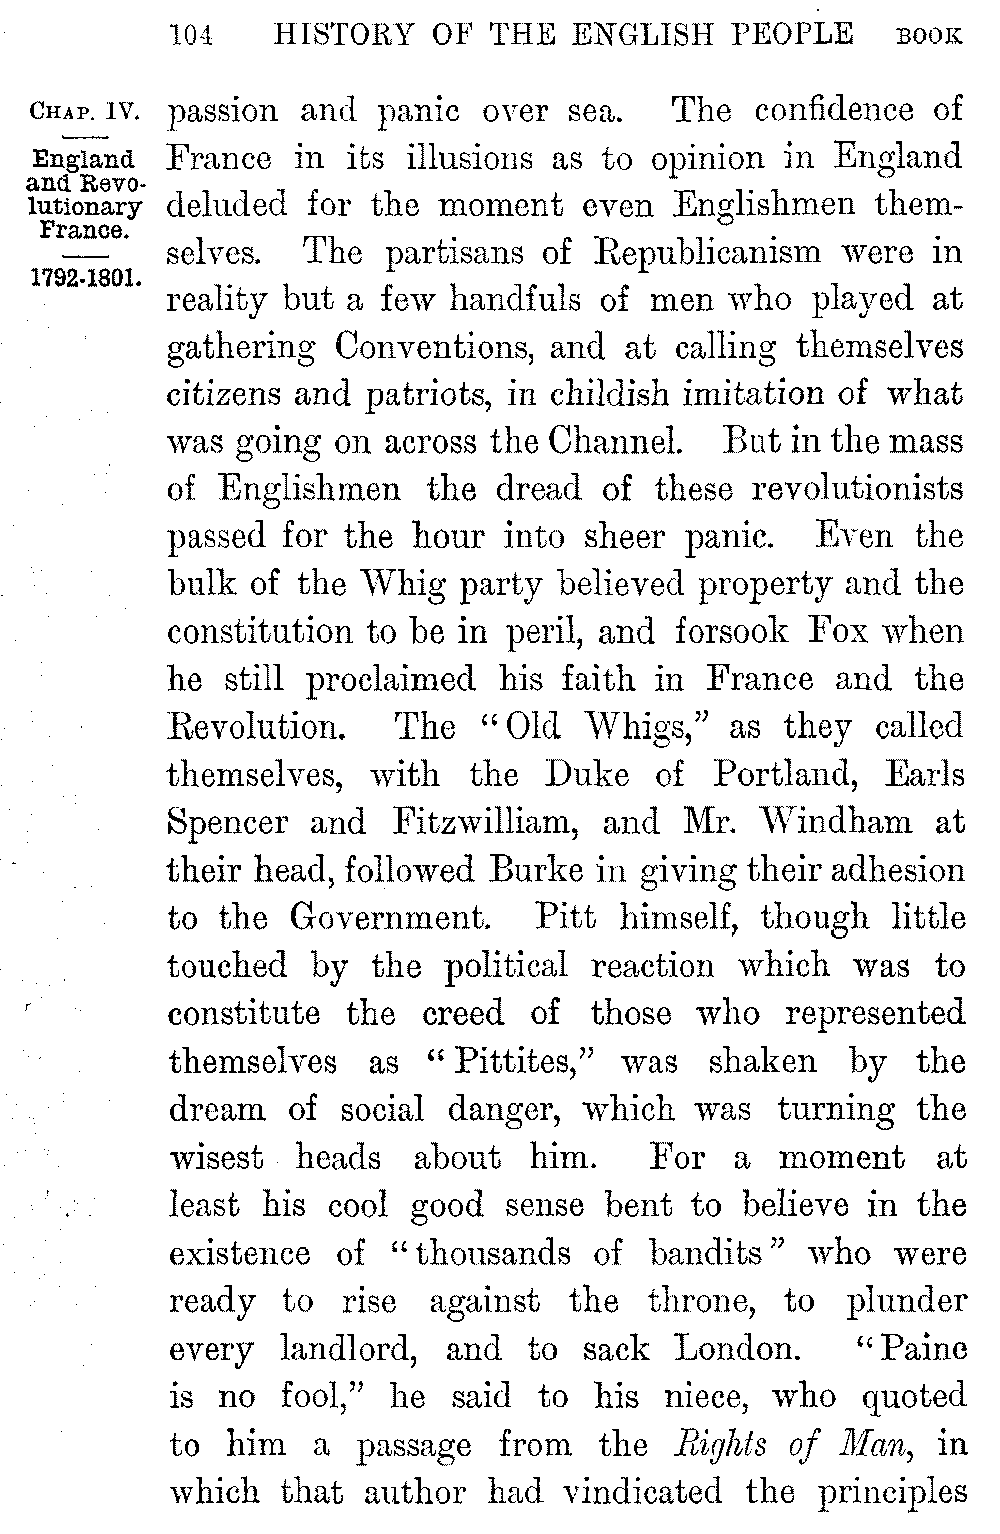 104 HISTORY OF THE ENGLISH PEOPLE BOOK
CHAP. IV.
England
and Revo-
lutionary
France.
1792-1801.
passion and panic over sea. The confidence of
France in its illusions as to opinion in England
deluded for the moment even Englishmen them-
selves. The partisans of Republicanism were in
reality but a few handfuls of men who played at
gathering Conventions, and at calling themselves
citizens and patriots, in childish imitation of what
was going on across the Channel. But in the mass
of Englishmen the dread of these revolutionists
passed for the hour into sheer panic. Even the
bulk of the Whig party believed property and the
constitution to be in peril, and forsook Fox when
he still proclaimed his faith in France and the
Revolution. The “Old Whigs,” as they called
themselves, with the Duke of Portland, Earls
Spencer and Fitzwilliam, and Mr. Windham at
their head, followed Burke in giving their adhesion
to the Government. Pitt himself, though little
touched by the political reaction which was to
constitute the creed of those who represented
themselves as “Pittites,” was shaken by the
dream of social danger, which was turning the
wisest heads about him. For a moment at
least his cool good sense bent to believe in the
existence of “thousands of bandits” who were
ready to rise against the throne, to plunder
every landlord, and to sack London. “Paine
is no fool,” he said to his niece, who quoted
to him a passage from the Rights of Man, in
which that author had vindicated the principles